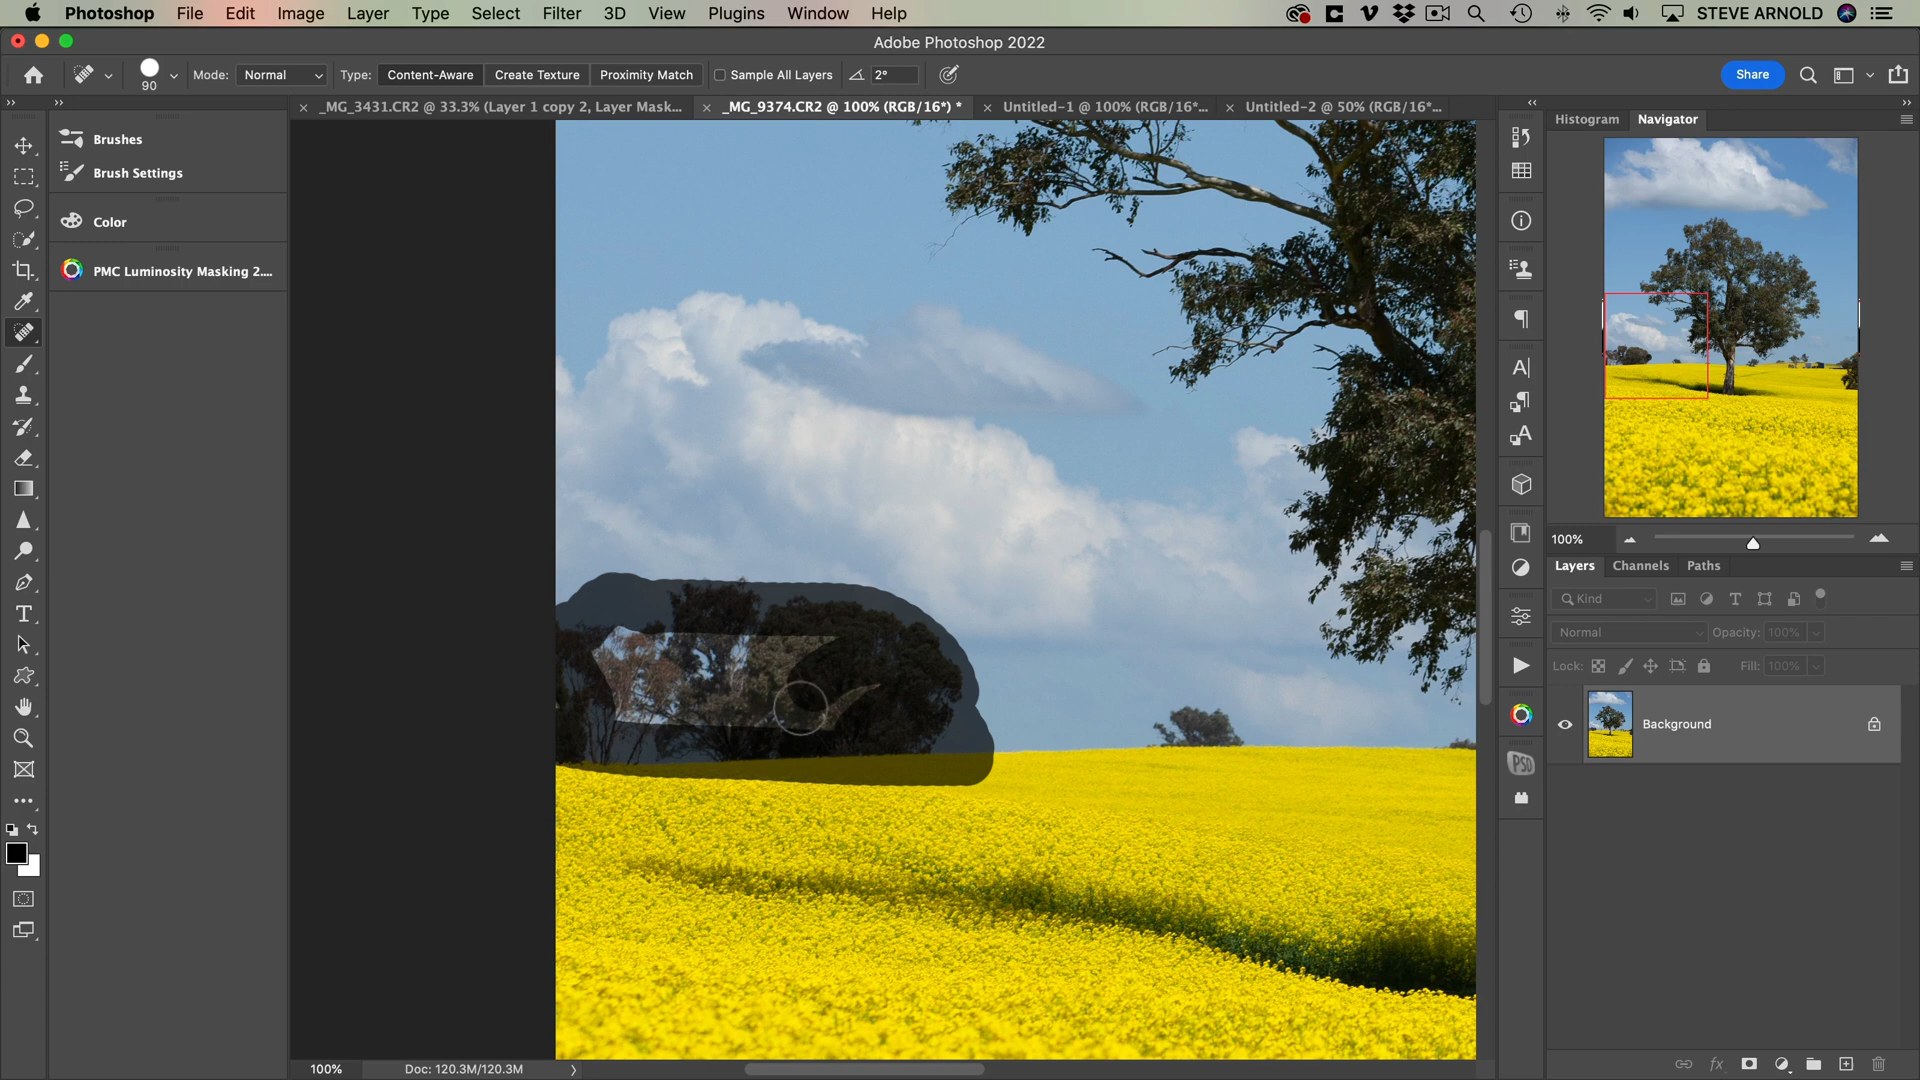 Photoshop File Edit Image Layer Type Select Filter 3D View Plugins Window Help STEVE ARNOLD
Adobe Photoshop 2022
90 Mode: Normal Type: Content-Aware Create Texture Proximity Match Sample All Layers 2° Share
_MG_3431.CR2 @ 33.3% (Layer 1 copy 2, Layer Mask... _MG_9374.CR2 @ 100% (RGB/16*) * Untitled-1 @ 100% (RGB/16*... Untitled-2 @ 50% (RGB/16*...
Histogram Navigator
Brushes
Brush Settings
Color
PMC Luminosity Masking 2....
100%
Layers Channels Paths
Kind
Normal Opacity: 100%
Lock: Fill: 100%
Background
PSD
100% Doc: 120.3M/120.3M